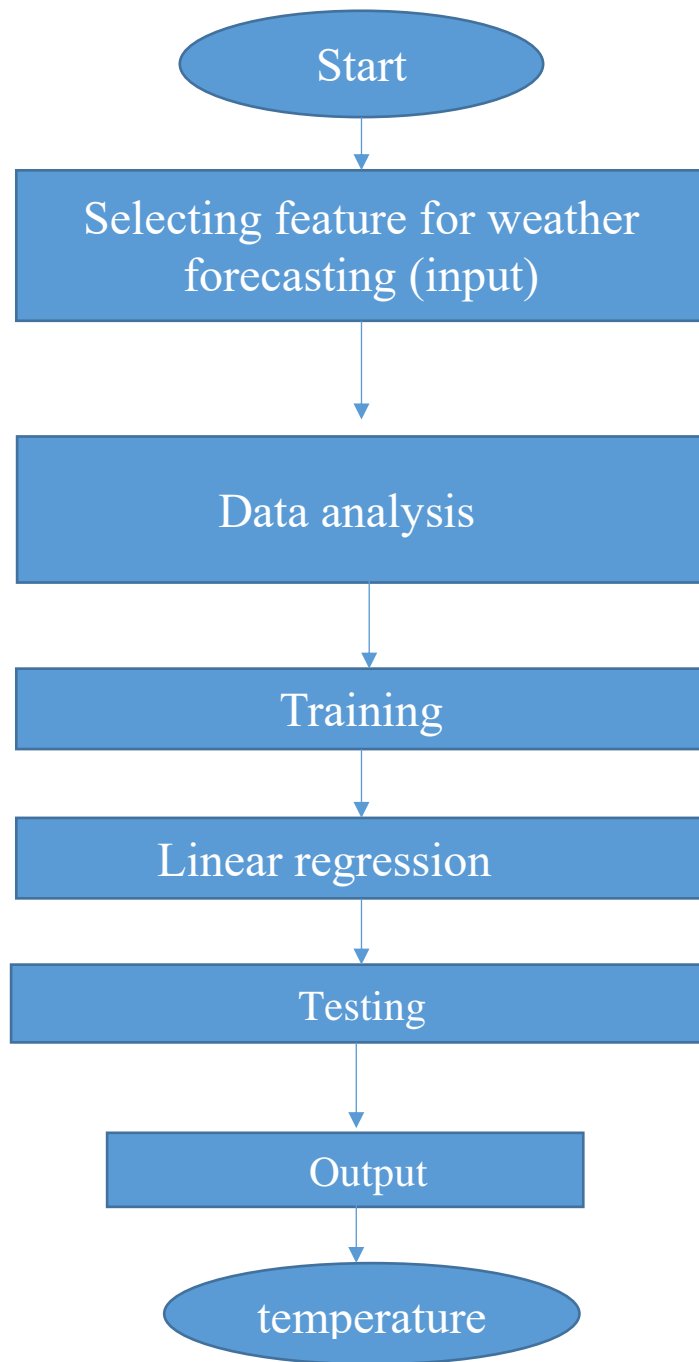 Start
Selecting feature for weather
forecasting (input)
Data analysis
Training
Linear regression
Testing
Output
temperature